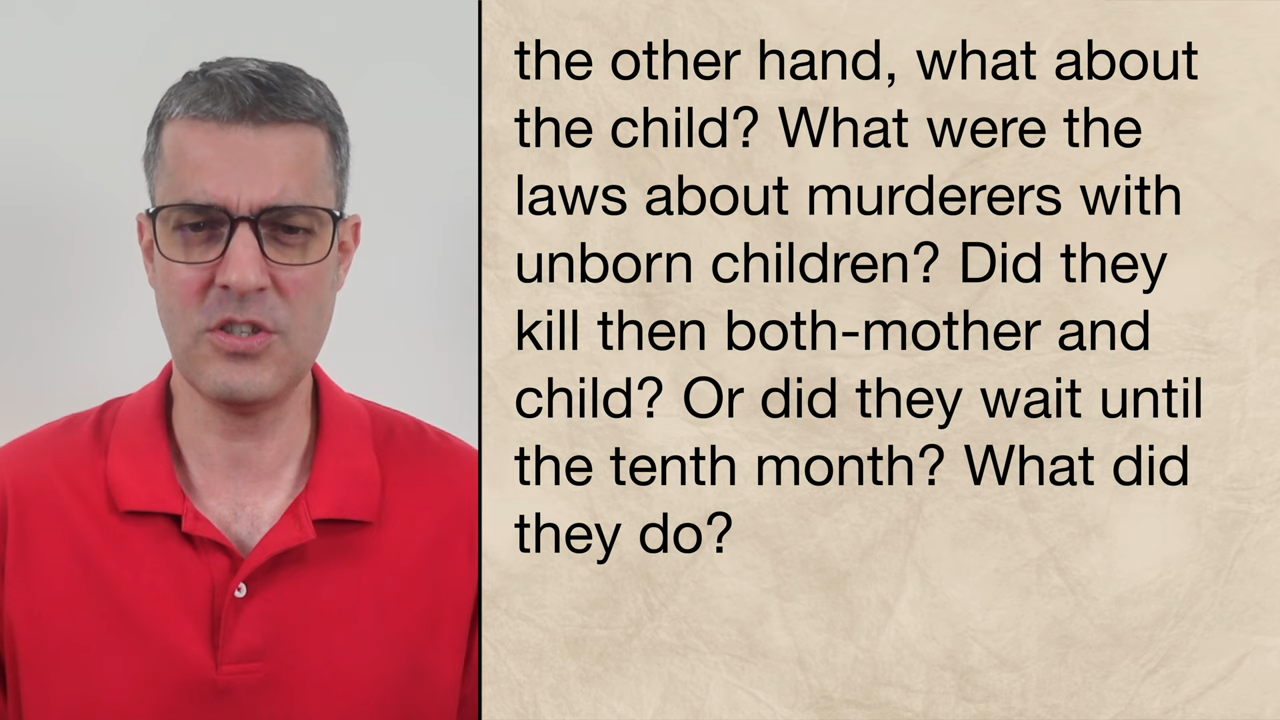 the other hand, what about
the child? What were the
laws about murderers with
unborn children? Did they
kill then both-mother and
child? Or did they wait until
the tenth month? What did
they do?